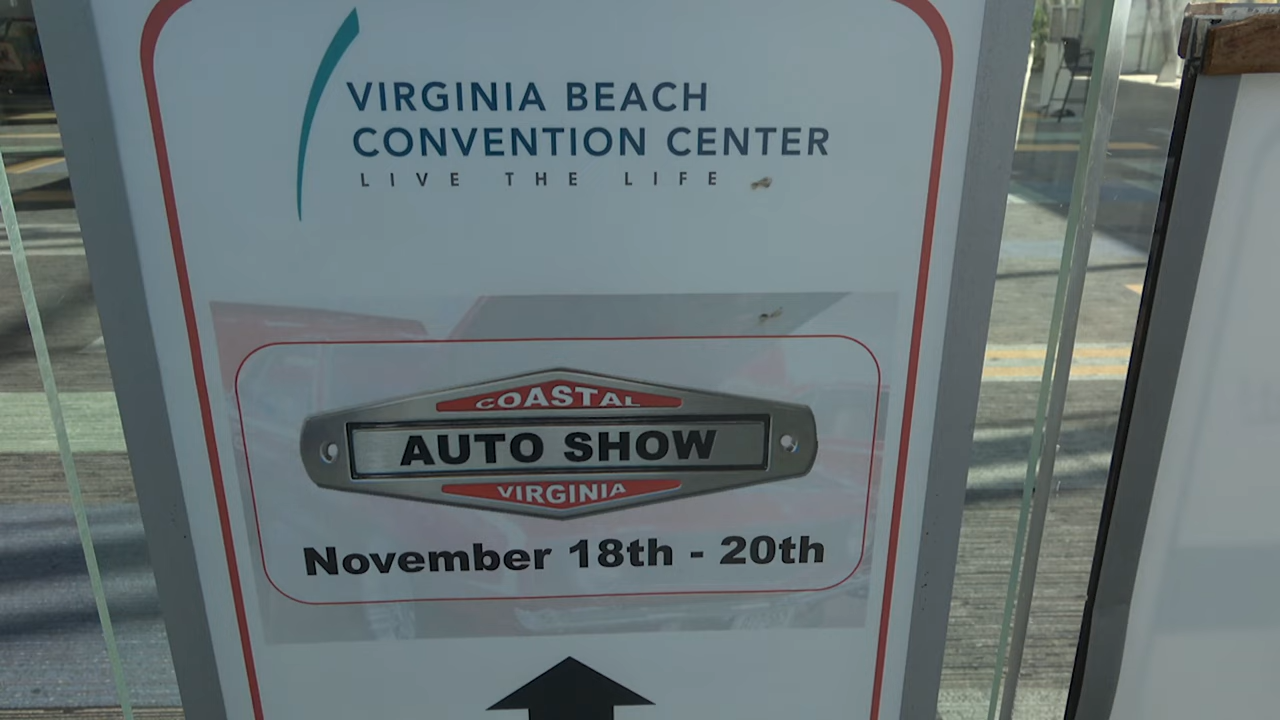 VIRGINIA BEACH
CONVENTION CENTER
LIVE THE LIFE
COASTAL
AUTO SHOW
VIRGINIA
November 18th - 20th